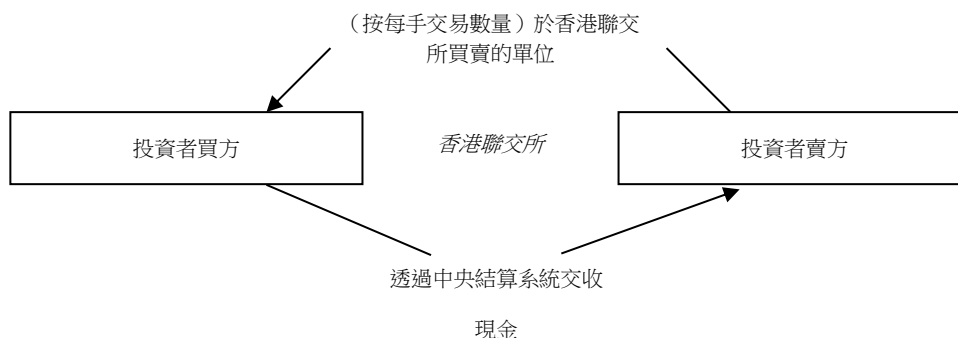 （按每手交易數量）於香港聯交
所買賣的單位
投資者買方
香港聯交所
投資者賣方
透過中央結算系統交收
現金